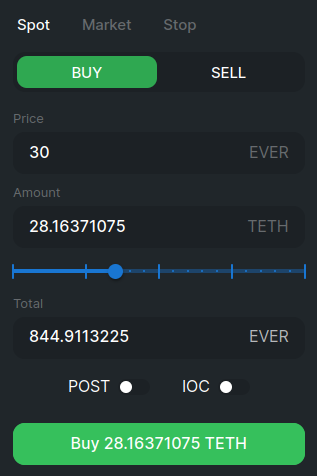 Spot Market Stop
BUY SELL
Price
30 EVER
Amount
28.16371075 TETH
Total
844.9113225 EVER
POST IOC
Buy 28.16371075 TETH